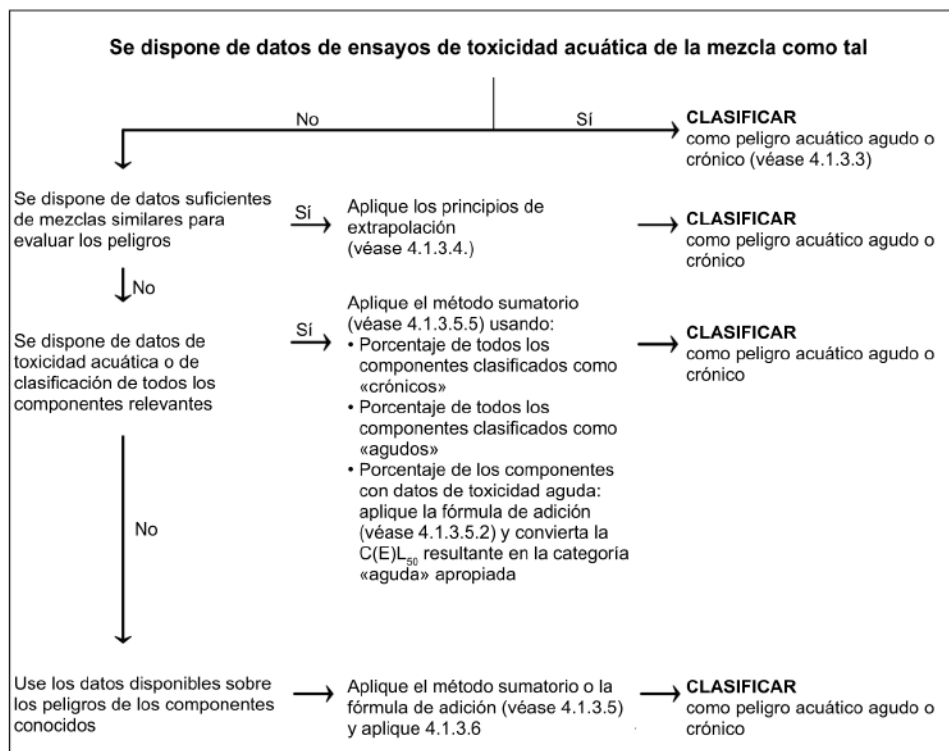 Se dispone de datos de ensayos de toxicidad acuática de la mezcla como tal
No
Sí
CLASIFICAR
como peligro acuático agudo o
crónico (véase 4.1.3.3)
Se dispone de datos suficientes
de mezclas similares para
evaluar los peligros
Sí
Aplique los principios de
extrapolación
(véase 4.1.3.4.)
CLASIFICAR
como peligro acuático agudo o
crónico
No
Se dispone de datos de
toxicidad acuática o de
clasificación de todos los
componentes relevantes
Sí
Aplique el método sumatorio
(véase 4.1.3.5.5) usando:
• Porcentaje de todos los
componentes clasificados como
«crónicos»
• Porcentaje de todos los
componentes clasificados como
«agudos»
• Porcentaje de los componentes
con datos de toxicidad aguda:
aplique la fórmula de adición
(véase 4.1.3.5.2) y convierta la
C(E)L50 resultante en la categoría
«aguda» apropiada
CLASIFICAR
como peligro acuático agudo o
crónico
No
Use los datos disponibles sobre
los peligros de los componentes
conocidos
Aplique el método sumatorio o la
fórmula de adición (véase 4.1.3.5)
y aplique 4.1.3.6
CLASIFICAR
como peligro acuático agudo o
crónico